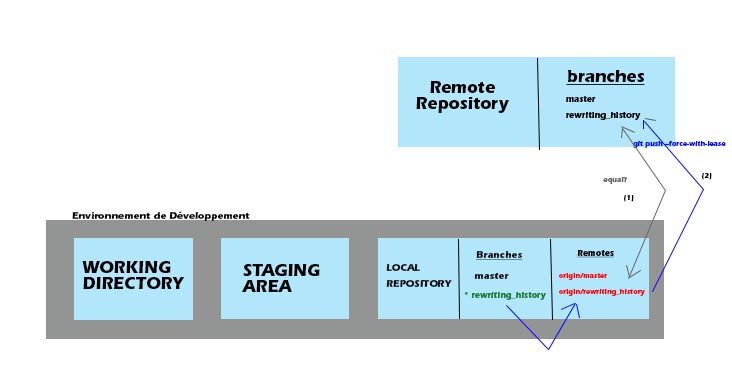 Remote
Repository
branches
master
rewriting_history
git push --force-with-lease
equal?
(1)
(2)
Environnement de Développement
WORKING
DIRECTORY
STAGING
AREA
LOCAL
REPOSITORY
Branches
master
* rewriting_history
Remotes
origin/master
origin/rewriting_history